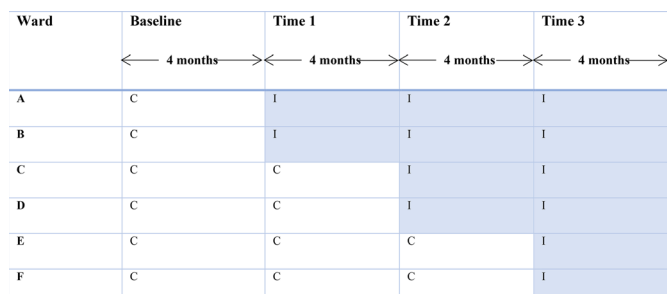 Ward Baseline Time 1 Time 2 Time 3
4 months 4 months 4 months 4 months
A C I I I
B C I I I
C C C I I
D C C I I
E C C C I
F C C C I